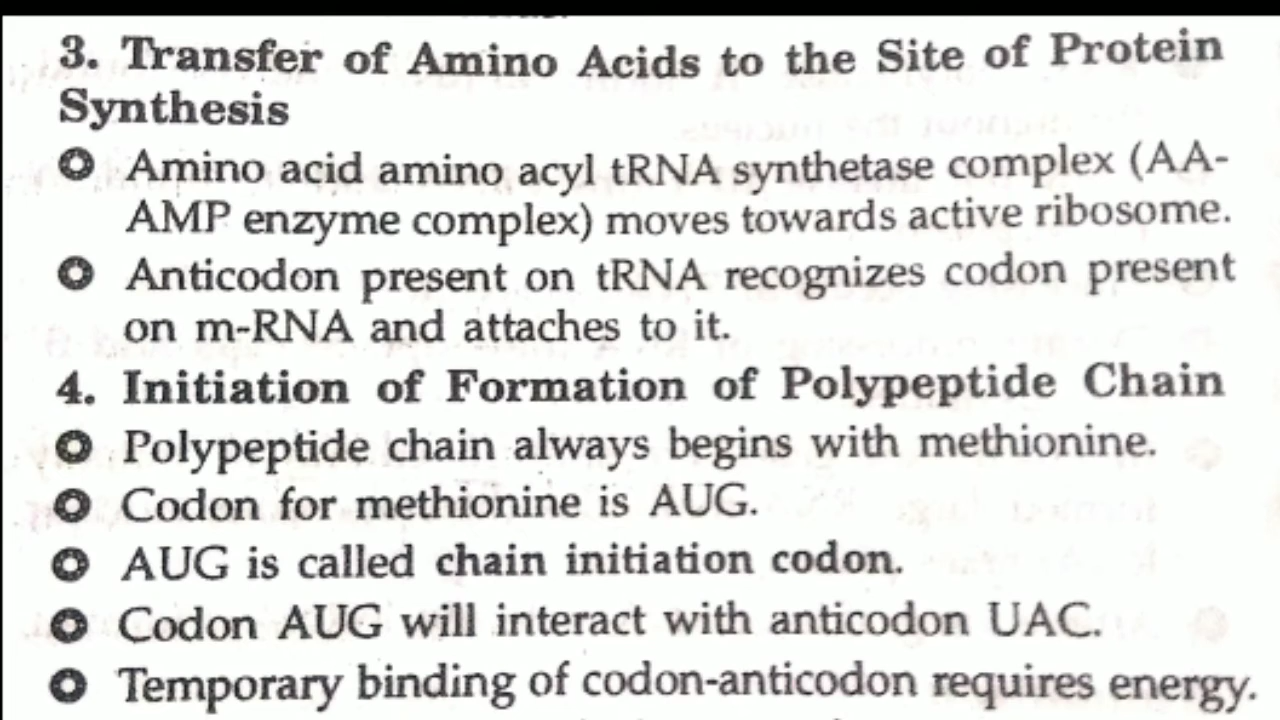 3. Transfer of Amino Acids to the Site of Protein
Synthesis
Amino acid amino acyl tRNA synthetase complex (AA-
AMP enzyme complex) moves towards active ribosome.
Anticodon present on tRNA recognizes codon present
on m-RNA and attaches to it.
4. Initiation of Formation of Polypeptide Chain
Polypeptide chain always begins with methionine.
Codon for methionine is AUG.
AUG is called chain initiation codon.
Codon AUG will interact with anticodon UAC.
Temporary binding of codon-anticodon requires energy.